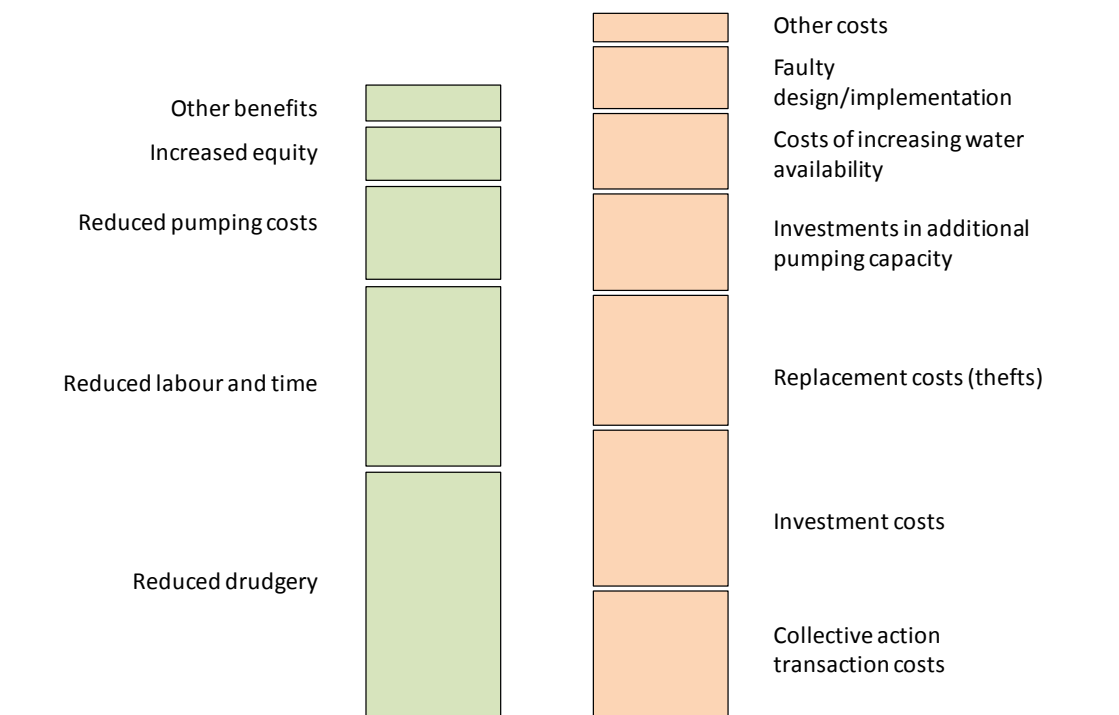 Other benefits
Increased equity
Reduced pumping costs
Reduced labour and time
Reduced drudgery
Other costs
Faulty
design/implementation
Costs of increasing water
availability
Investments in additional
pumping capacity
Replacement costs (thefts)
Investment costs
Collective action
transaction costs